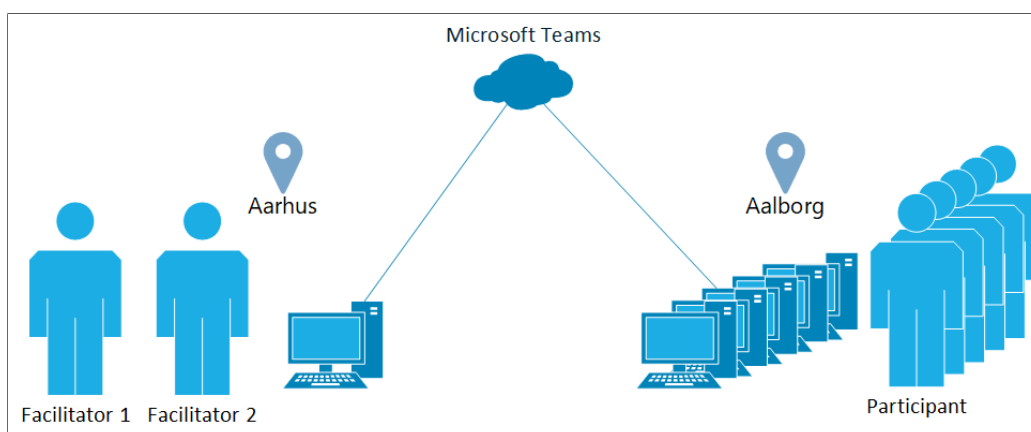 Microsoft Teams
Aarhus
Aalborg
Facilitator 1
Facilitator 2
Participant